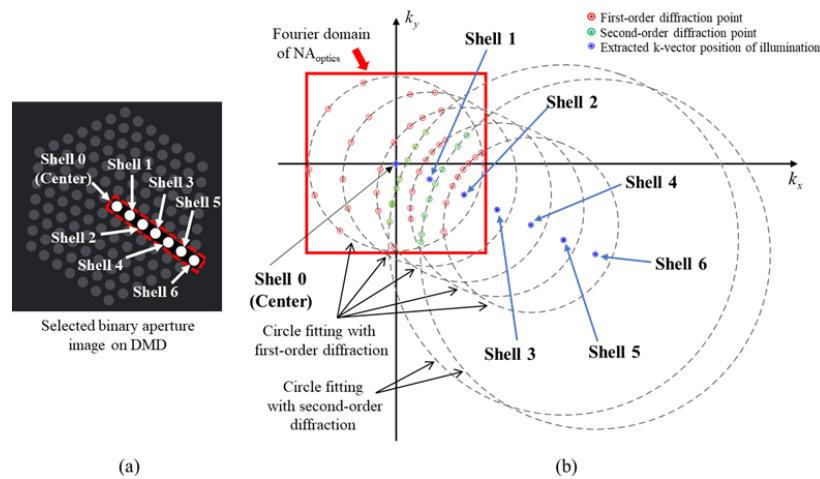 Shell 0
(Center)
Shell 1
Shell 3
Shell 5
Shell 2
Shell 4
Shell 6
Selected binary aperture
image on DMD
(a)
k_y
Fourier domain
of NA_optics
Shell 1
First-order diffraction point
Second-order diffraction point
Extracted k-vector position of illumination
Shell 2
k_x
Shell 4
Shell 6
Shell 0
(Center)
Shell 3
Shell 5
Circle fitting with
first-order diffraction
Circle fitting
with second-order
diffraction
(b)